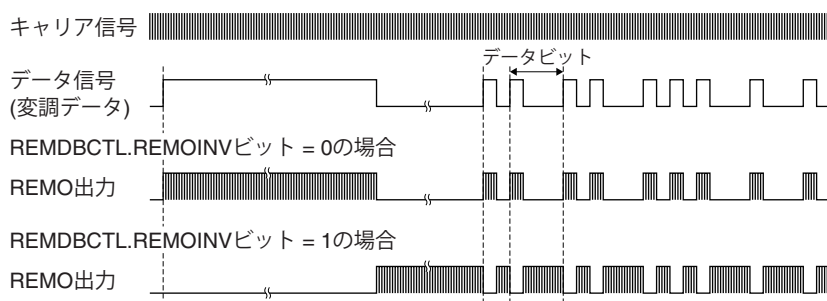 キャリア信号
データビット
データ信号
(変調データ)
REMDBCTL.REMOINVビット = 0の場合
REMO出力
REMDBCTL.REMOINVビット = 1の場合
REMO出力